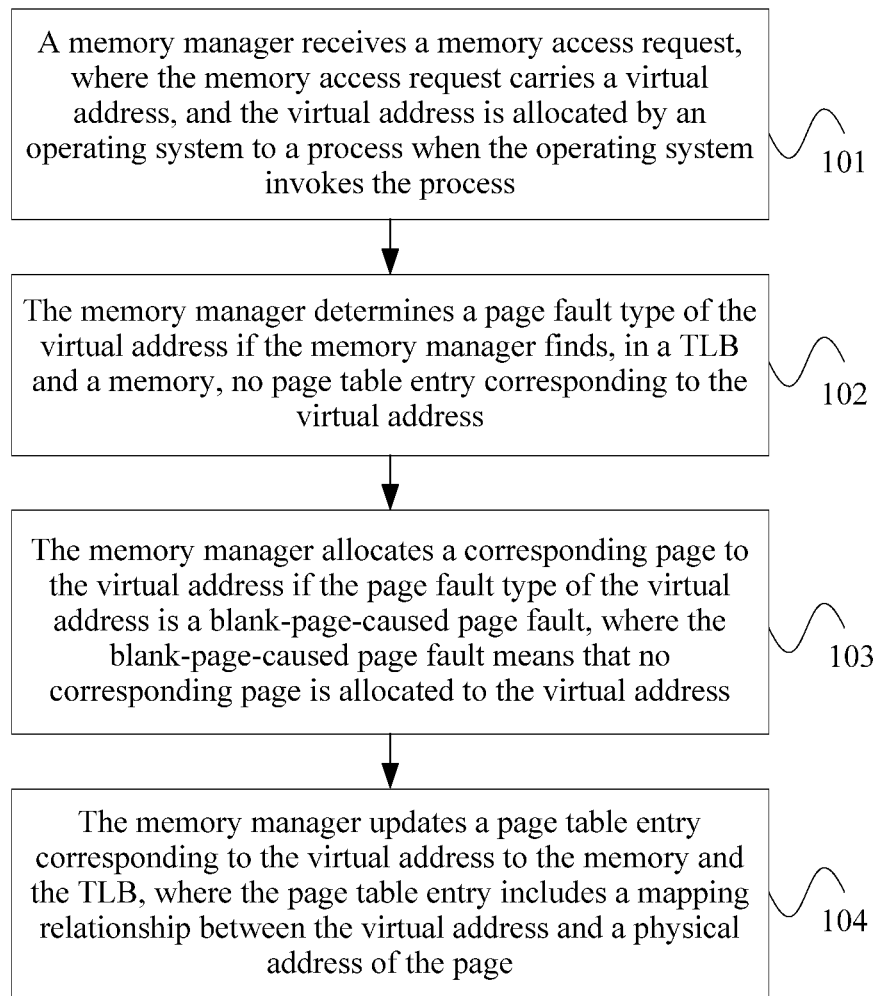 A memory manager receives a memory access request,
where the memory access request carries a virtual
address, and the virtual address is allocated by an
operating system to a process when the operating system
invokes the process
101
The memory manager determines a page fault type of the
virtual address if the memory manager finds, in a TLB
and a memory, no page table entry corresponding to the
virtual address
102
The memory manager allocates a corresponding page to
the virtual address if the page fault type of the virtual
address is a blank-page-caused page fault, where the
blank-page-caused page fault means that no
corresponding page is allocated to the virtual address
103
The memory manager updates a page table entry
corresponding to the virtual address to the memory and
the TLB, where the page table entry includes a mapping
relationship between the virtual address and a physical
address of the page
104